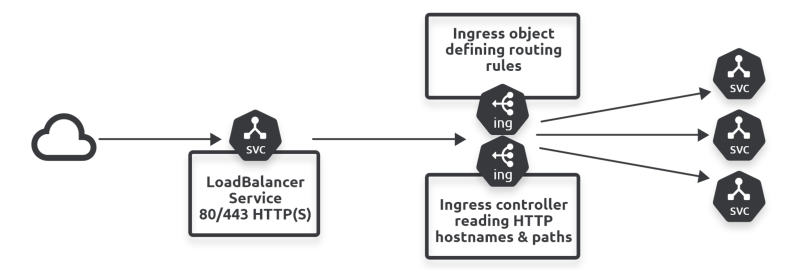 Ingress object
defining routing
rules
ing
svc
LoadBalancer
Service
80/443 HTTP(S)
ing
Ingress controller
reading HTTP
hostnames & paths
svc
svc
svc